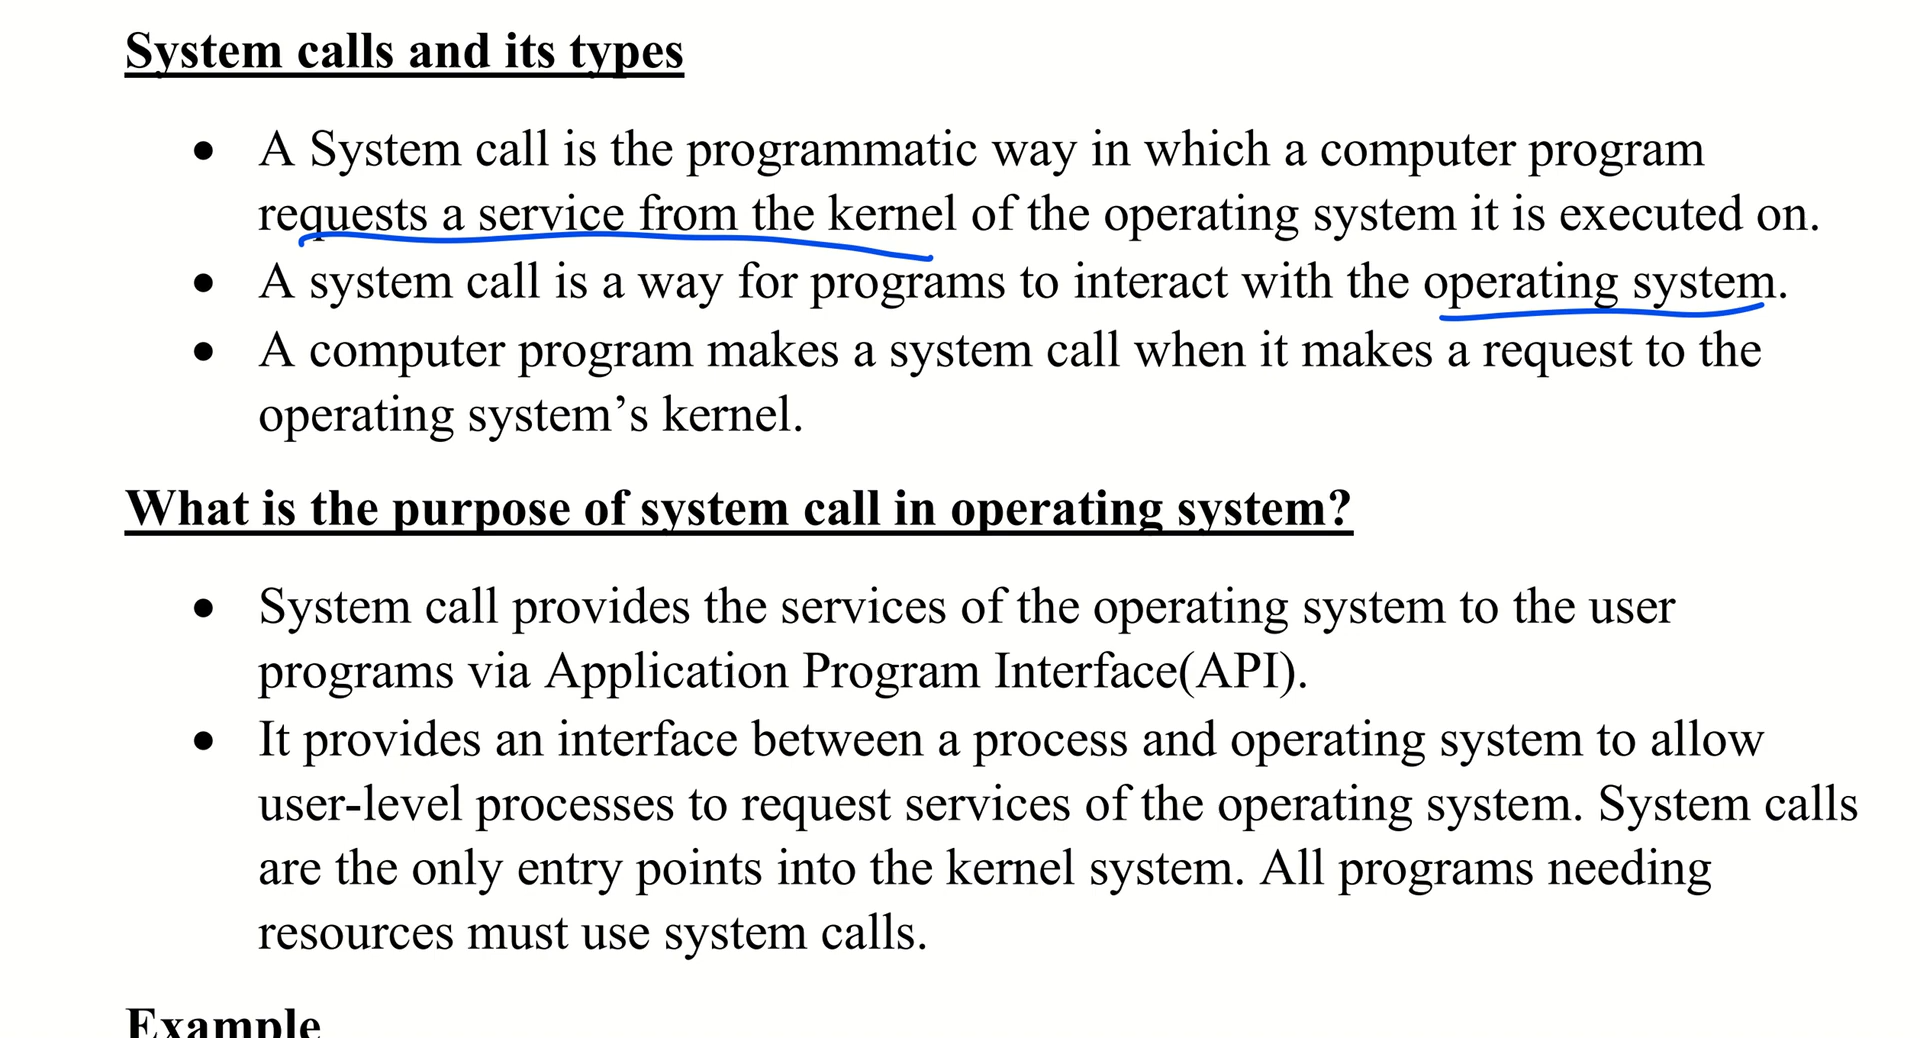 System calls and its types
• A System call is the programmatic way in which a computer program
requests a service from the kernel of the operating system it is executed on.
• A system call is a way for programs to interact with the operating system.
• A computer program makes a system call when it makes a request to the
operating system’s kernel.
What is the purpose of system call in operating system?
• System call provides the services of the operating system to the user
programs via Application Program Interface(API).
• It provides an interface between a process and operating system to allow
user-level processes to request services of the operating system. System calls
are the only entry points into the kernel system. All programs needing
resources must use system calls.
Example